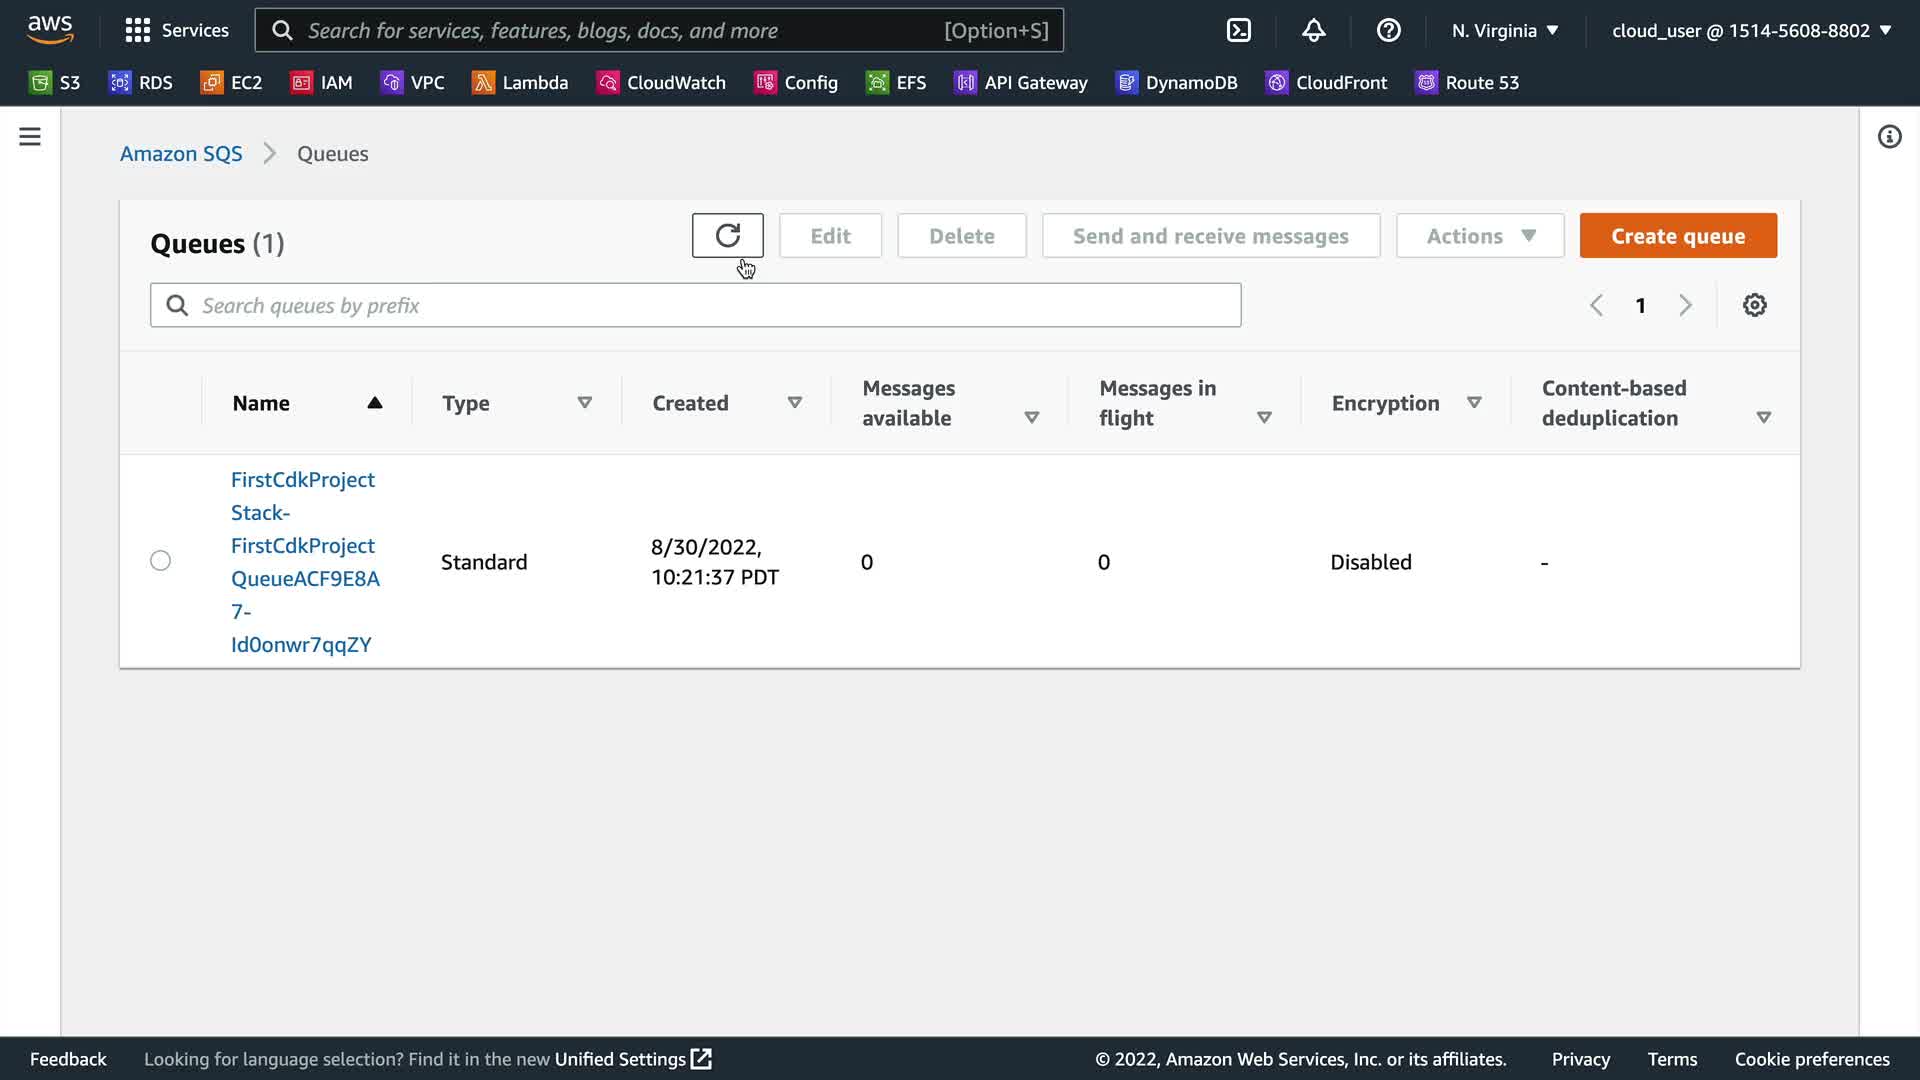 aws
Services
Search for services, features, blogs, docs, and more
[Option+S]
N. Virginia
cloud_user @ 1514-5608-8802
S3
RDS
EC2
IAM
VPC
Lambda
CloudWatch
Config
EFS
API Gateway
DynamoDB
CloudFront
Route 53
Amazon SQS
Queues
Queues (1)
Edit
Delete
Send and receive messages
Actions
Create queue
Search queues by prefix
1
Name
Type
Created
Messages
available
Messages in
flight
Encryption
Content-based
deduplication
FirstCdkProject
Stack-
FirstCdkProject
QueueACF9E8A
7-
Id0onwr7qqZY
Standard
8/30/2022,
10:21:37 PDT
0
0
Disabled
-
Feedback
Looking for language selection? Find it in the new Unified Settings
© 2022, Amazon Web Services, Inc. or its affiliates.
Privacy
Terms
Cookie preferences